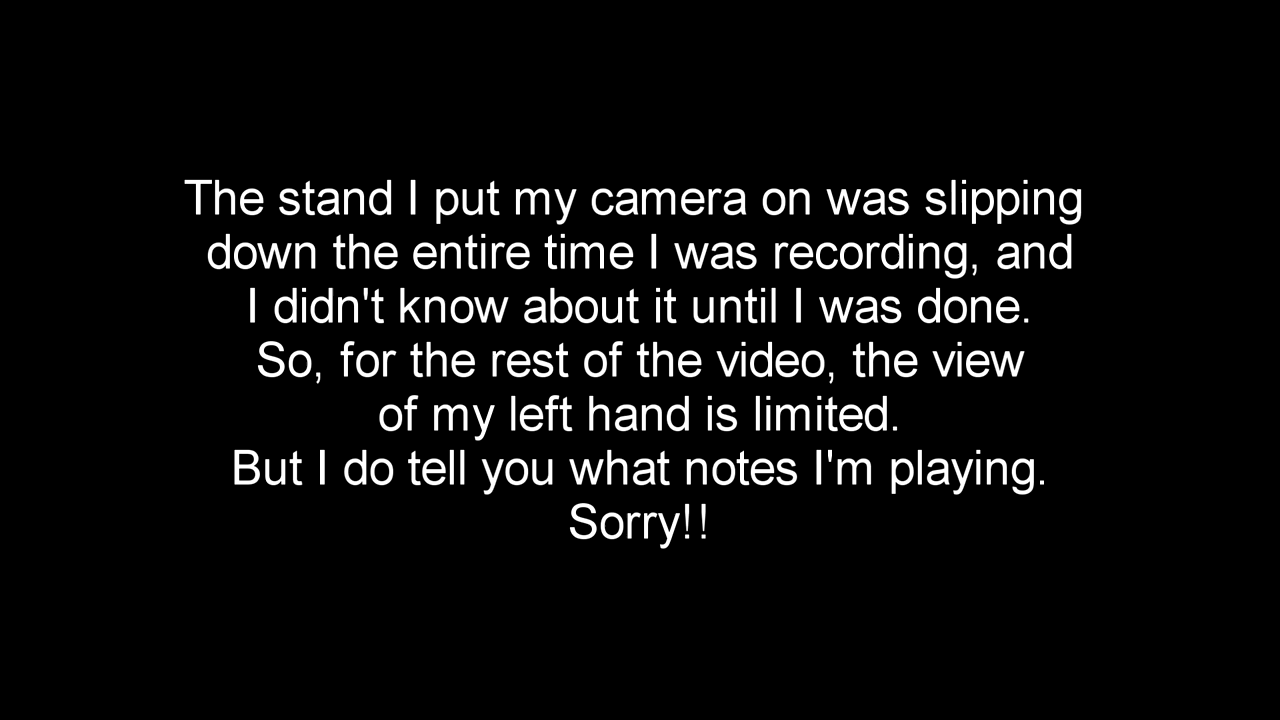 The stand I put my camera on was slipping
down the entire time I was recording, and
I didn't know about it until I was done.
So, for the rest of the video, the view
of my left hand is limited.
But I do tell you what notes I'm playing.
Sorry!!